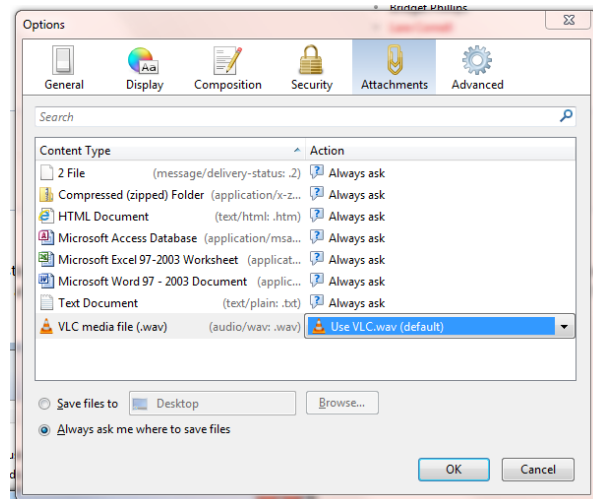 Bridget Phillips
Options
General Display Composition Security Attachments Advanced
Search
Content Type Action
2 File (message/delivery-status: .2) Always ask
Compressed (zipped) Folder (application/x-z... Always ask
HTML Document (text/html: .htm) Always ask
Microsoft Access Database (application/msa... Always ask
Microsoft Excel 97-2003 Worksheet (applicat... Always ask
Microsoft Word 97 - 2003 Document (applic... Always ask
Text Document (text/plain: .txt) Always ask
VLC media file (.wav) (audio/wav: .wav) Use VLC.wav (default)
Save files to Desktop Browse...
Always ask me where to save files
OK Cancel